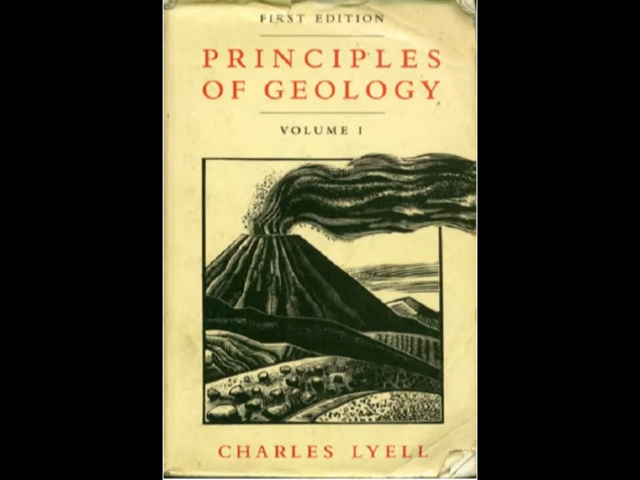 FIRST EDITION
PRINCIPLES
OF GEOLOGY
VOLUME I
CHARLES LYELL